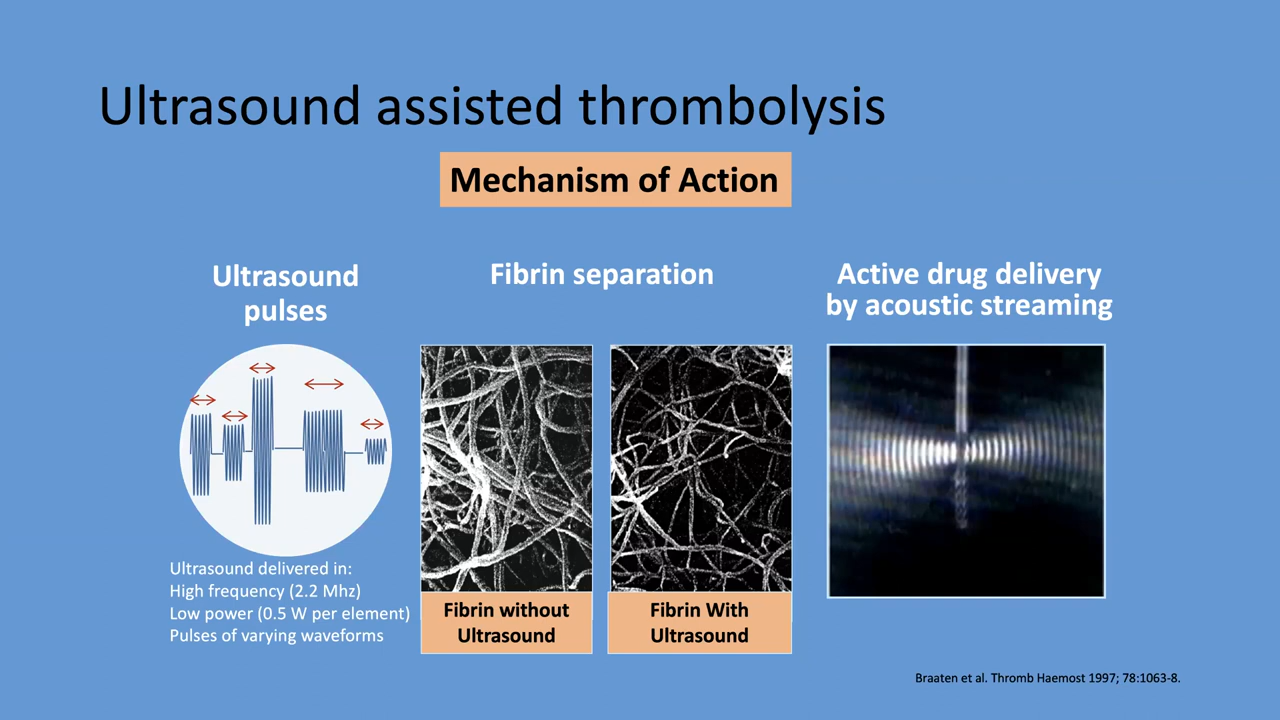 Ultrasound assisted thrombolysis
Mechanism of Action
Ultrasound
pulses
Fibrin separation
Active drug delivery
by acoustic streaming
Ultrasound delivered in:
High frequency (2.2 Mhz)
Low power (0.5 W per element)
Pulses of varying waveforms
Fibrin without
Ultrasound
Fibrin With
Ultrasound
Braaten et al. Thromb Haemost 1997; 78:1063-8.